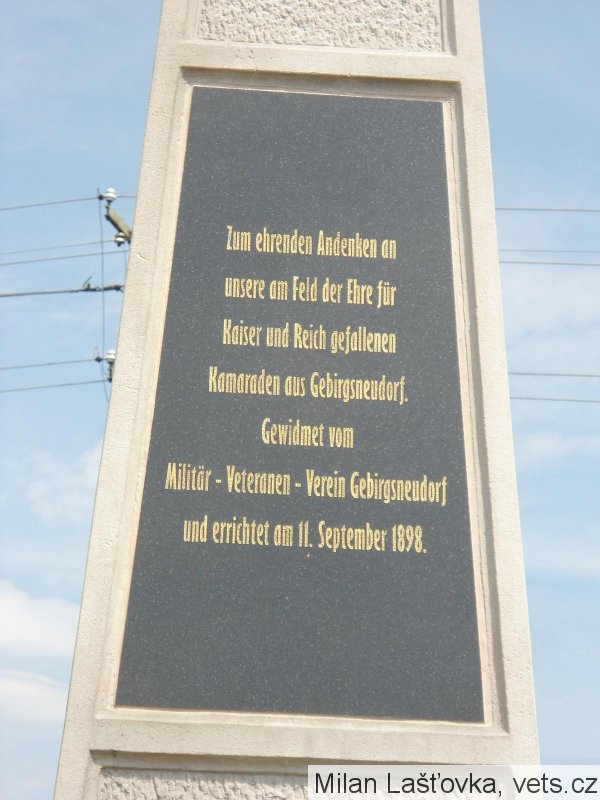 Zum ehrenden Andenken an
unsere am Feld der Ehre für
Kaiser und Reich gefallenen
Kamaraden aus Gebirgsneudorf.
Gewidmet vom
Militär - Veteranen - Verein Gebirgsneudorf
und errichtet am 11. September 1898.
Milan Lašťovka, vets.cz